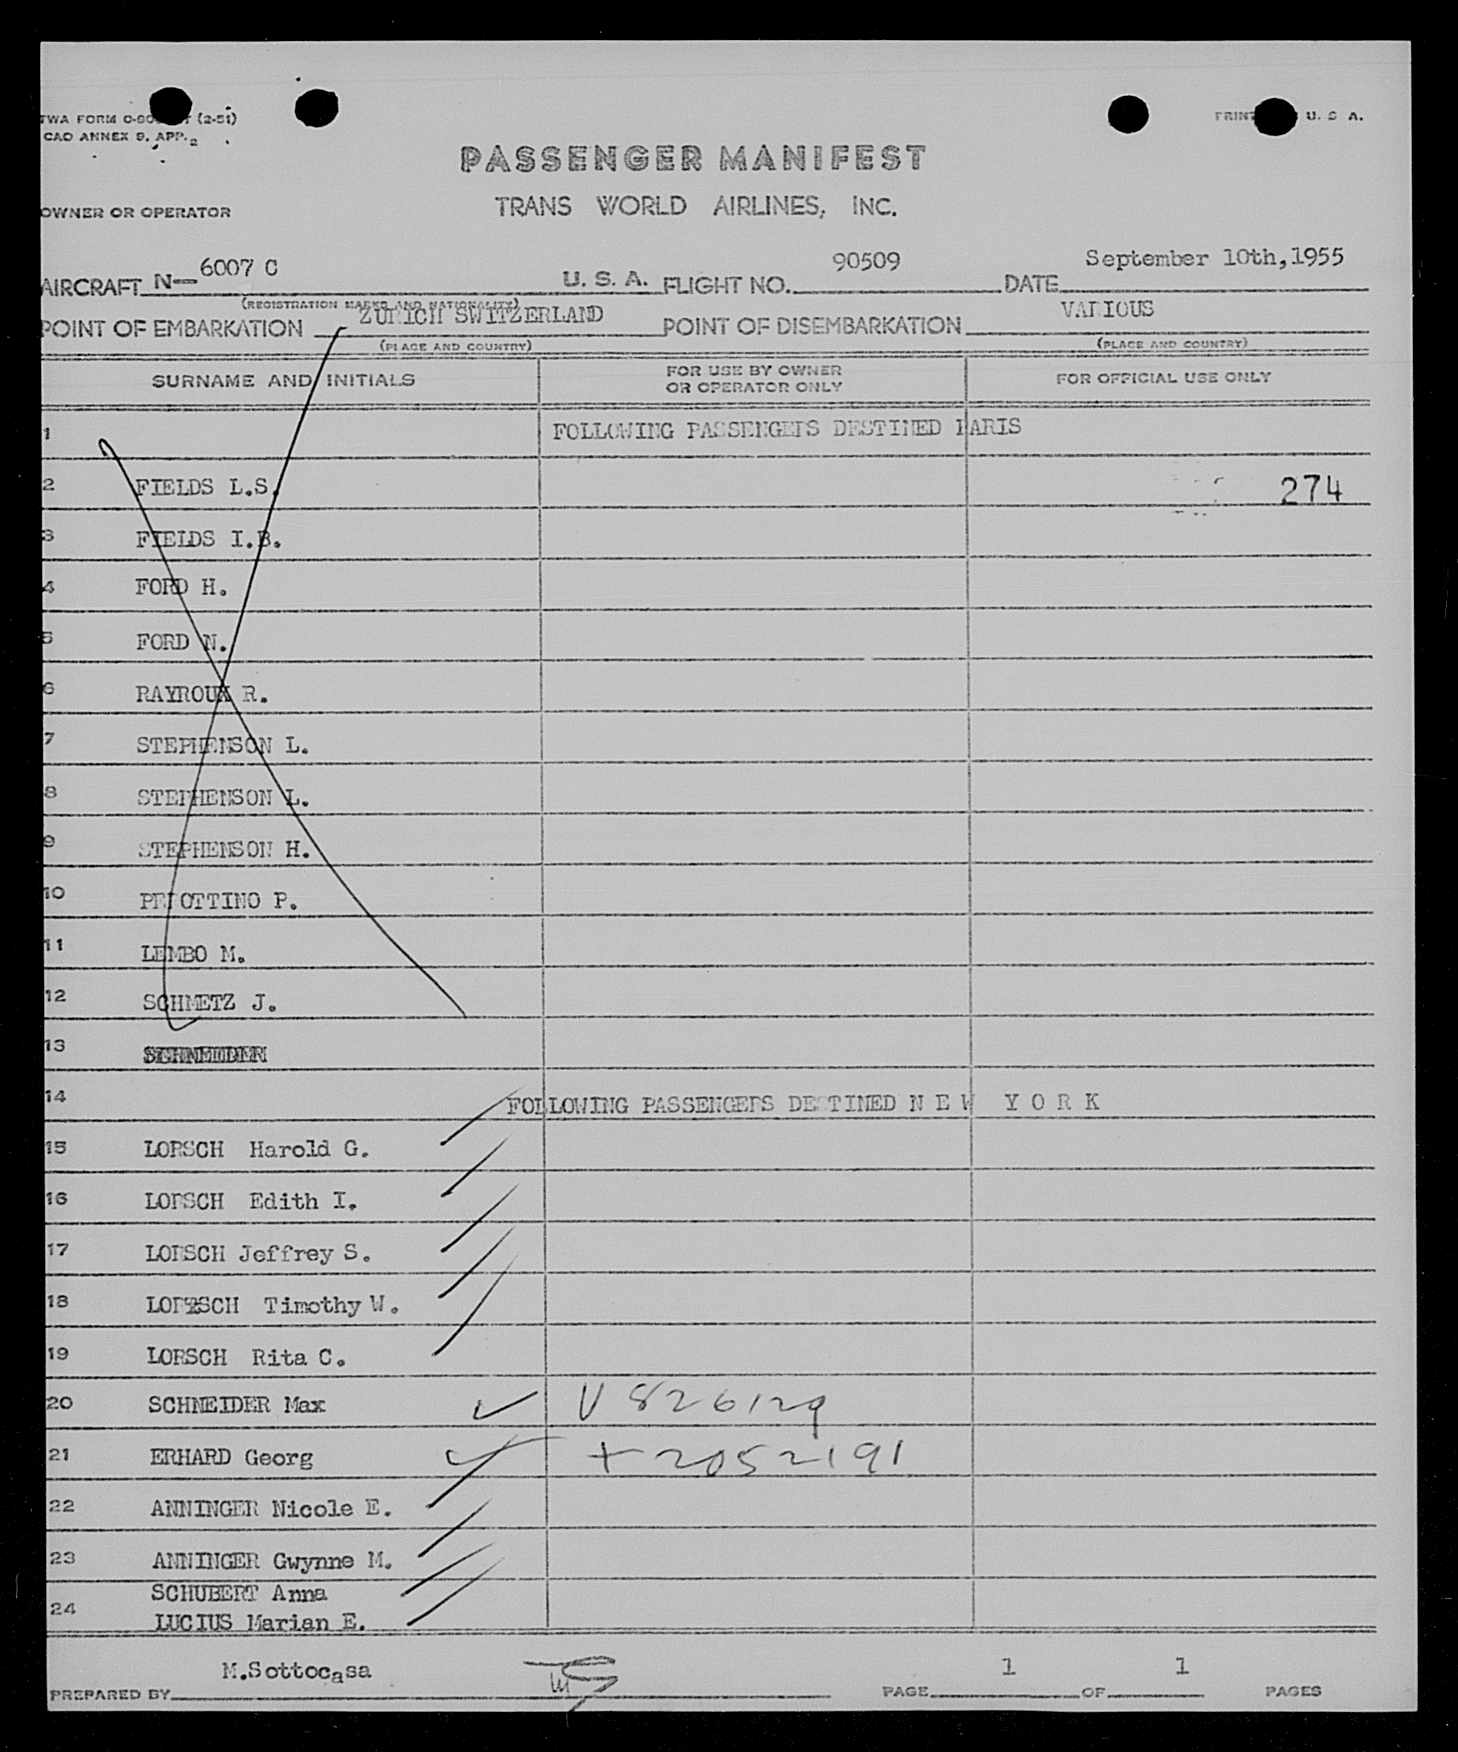 TWA FORM (2-51)
CAO ANNEX 9, APP. 2
U. S. A.
PASSENGER MANIFEST
OWNER OR OPERATOR
TRANS WORLD AIRLINES, INC.
AIRCRAFT N— 6007 C U. S. A. FLIGHT NO. 90509 DATE September 10th,1955
(REGISTRATION MARKS AND NATIONALITY)
POINT OF EMBARKATION ZURICH SWITZERLAND POINT OF DISEMBARKATION VARIOUS
(PLACE AND COUNTRY) (PLACE AND COUNTRY)
SURNAME AND INITIALS FOR USE BY OWNER OR OPERATOR ONLY FOR OFFICIAL USE ONLY
1 FOLLOWING PASSENGERS DESTINED PARIS
2 FIELDS L.S. 274
3 FIELDS I.B.
4 FORD H.
5 FORD N.
6 RAYROUX R.
7 STEPHENSON L.
8 STEPHENSON L.
9 STEPHENSON H.
10 PEROTTINO P.
11 LEMBO M.
12 SCHMETZ J.
13
14 FOLLOWING PASSENGERS DESTINED N E W Y O R K
15 LORSCH Harold G.
16 LORSCH Edith I.
17 LORSCH Jeffrey S.
18 LORSCH Timothy W.
19 LORSCH Rita C.
20 SCHNEIDER Max V 826129
21 ERHARD Georg + 2052191
22 ANNINGER Nicole E.
23 ANNINGER Gwynne M.
SCHUBERT Anna
24 LUCIUS Marian E.
PREPARED BY M.Sottocasa PAGE 1 OF 1 PAGES